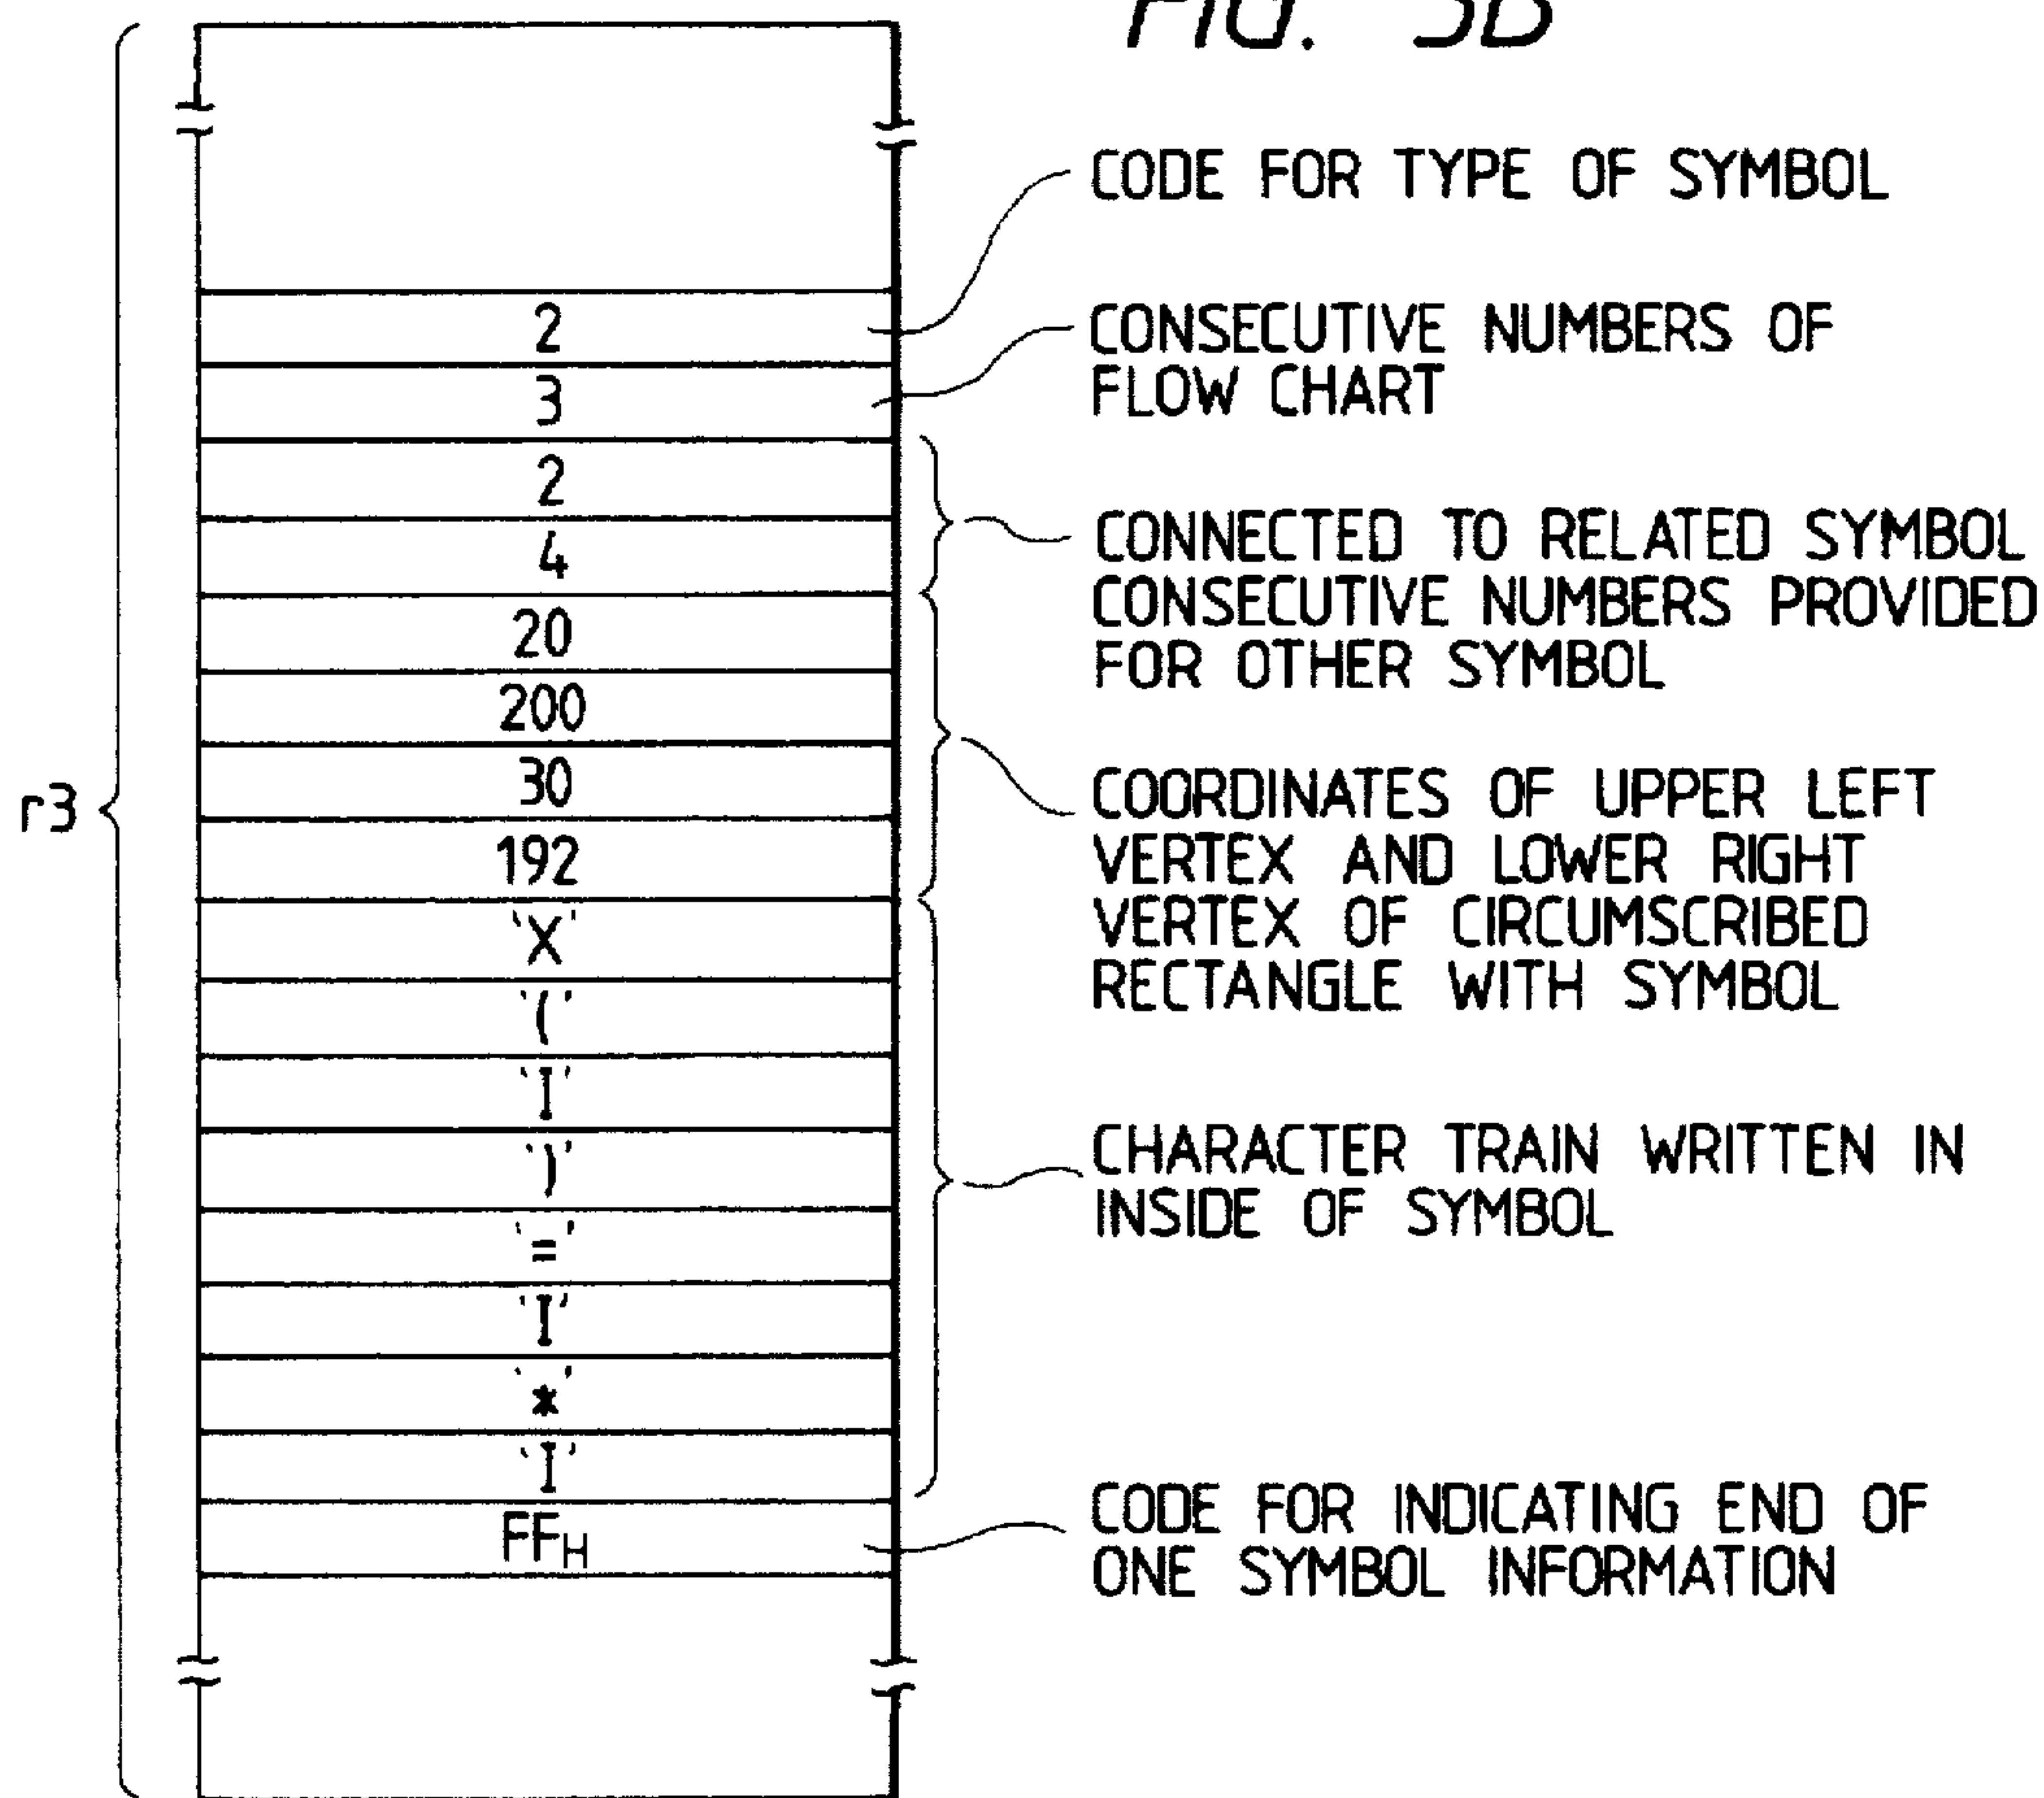 FIG.
CODE FOR TYPE OF SYMBOL
2
CONSECUTIVE NUMBERS OF
FLOW CHART
3
2
4
CONNECTED TO RELATED SYMBOL
CONSECUTIVE NUMBERS PROVIDED
FOR OTHER SYMBOL
20
200
30
192
r3
COORDINATES OF UPPER LEFT
VERTEX AND LOWER RIGHT
VERTEX OF CIRCUMSCRIBED
RECTANGLE WITH SYMBOL
'X'
'('
'I'
')'
'='
'I'
'*'
'I'
CHARACTER TRAIN WRITTEN IN
INSIDE OF SYMBOL
FFH
CODE FOR INDICATING END OF
ONE SYMBOL INFORMATION